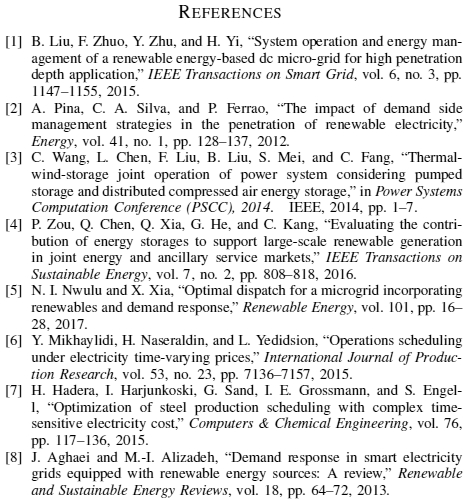 REFERENCES
[1] B. Liu, F. Zhuo, Y. Zhu, and H. Yi, “System operation and energy man-
agement of a renewable energy-based dc micro-grid for high penetration
depth application,” IEEE Transactions on Smart Grid, vol. 6, no. 3, pp.
1147–1155, 2015.
[2] A. Pina, C. A. Silva, and P. Ferrao, “The impact of demand side
management strategies in the penetration of renewable electricity,”
Energy, vol. 41, no. 1, pp. 128–137, 2012.
[3] C. Wang, L. Chen, F. Liu, B. Liu, S. Mei, and C. Fang, “Thermal-
wind-storage joint operation of power system considering pumped
storage and distributed compressed air energy storage,” in Power Systems
Computation Conference (PSCC), 2014. IEEE, 2014, pp. 1–7.
[4] P. Zou, Q. Chen, Q. Xia, G. He, and C. Kang, “Evaluating the contri-
bution of energy storages to support large-scale renewable generation
in joint energy and ancillary service markets,” IEEE Transactions on
Sustainable Energy, vol. 7, no. 2, pp. 808–818, 2016.
[5] N. I. Nwulu and X. Xia, “Optimal dispatch for a microgrid incorporating
renewables and demand response,” Renewable Energy, vol. 101, pp. 16–
28, 2017.
[6] Y. Mikhaylidi, H. Naseraldin, and L. Yedidsion, “Operations scheduling
under electricity time-varying prices,” International Journal of Produc-
tion Research, vol. 53, no. 23, pp. 7136–7157, 2015.
[7] H. Hadera, I. Harjunkoski, G. Sand, I. E. Grossmann, and S. Engel-
l, “Optimization of steel production scheduling with complex time-
sensitive electricity cost,” Computers & Chemical Engineering, vol. 76,
pp. 117–136, 2015.
[8] J. Aghaei and M.-I. Alizadeh, “Demand response in smart electricity
grids equipped with renewable energy sources: A review,” Renewable
and Sustainable Energy Reviews, vol. 18, pp. 64–72, 2013.